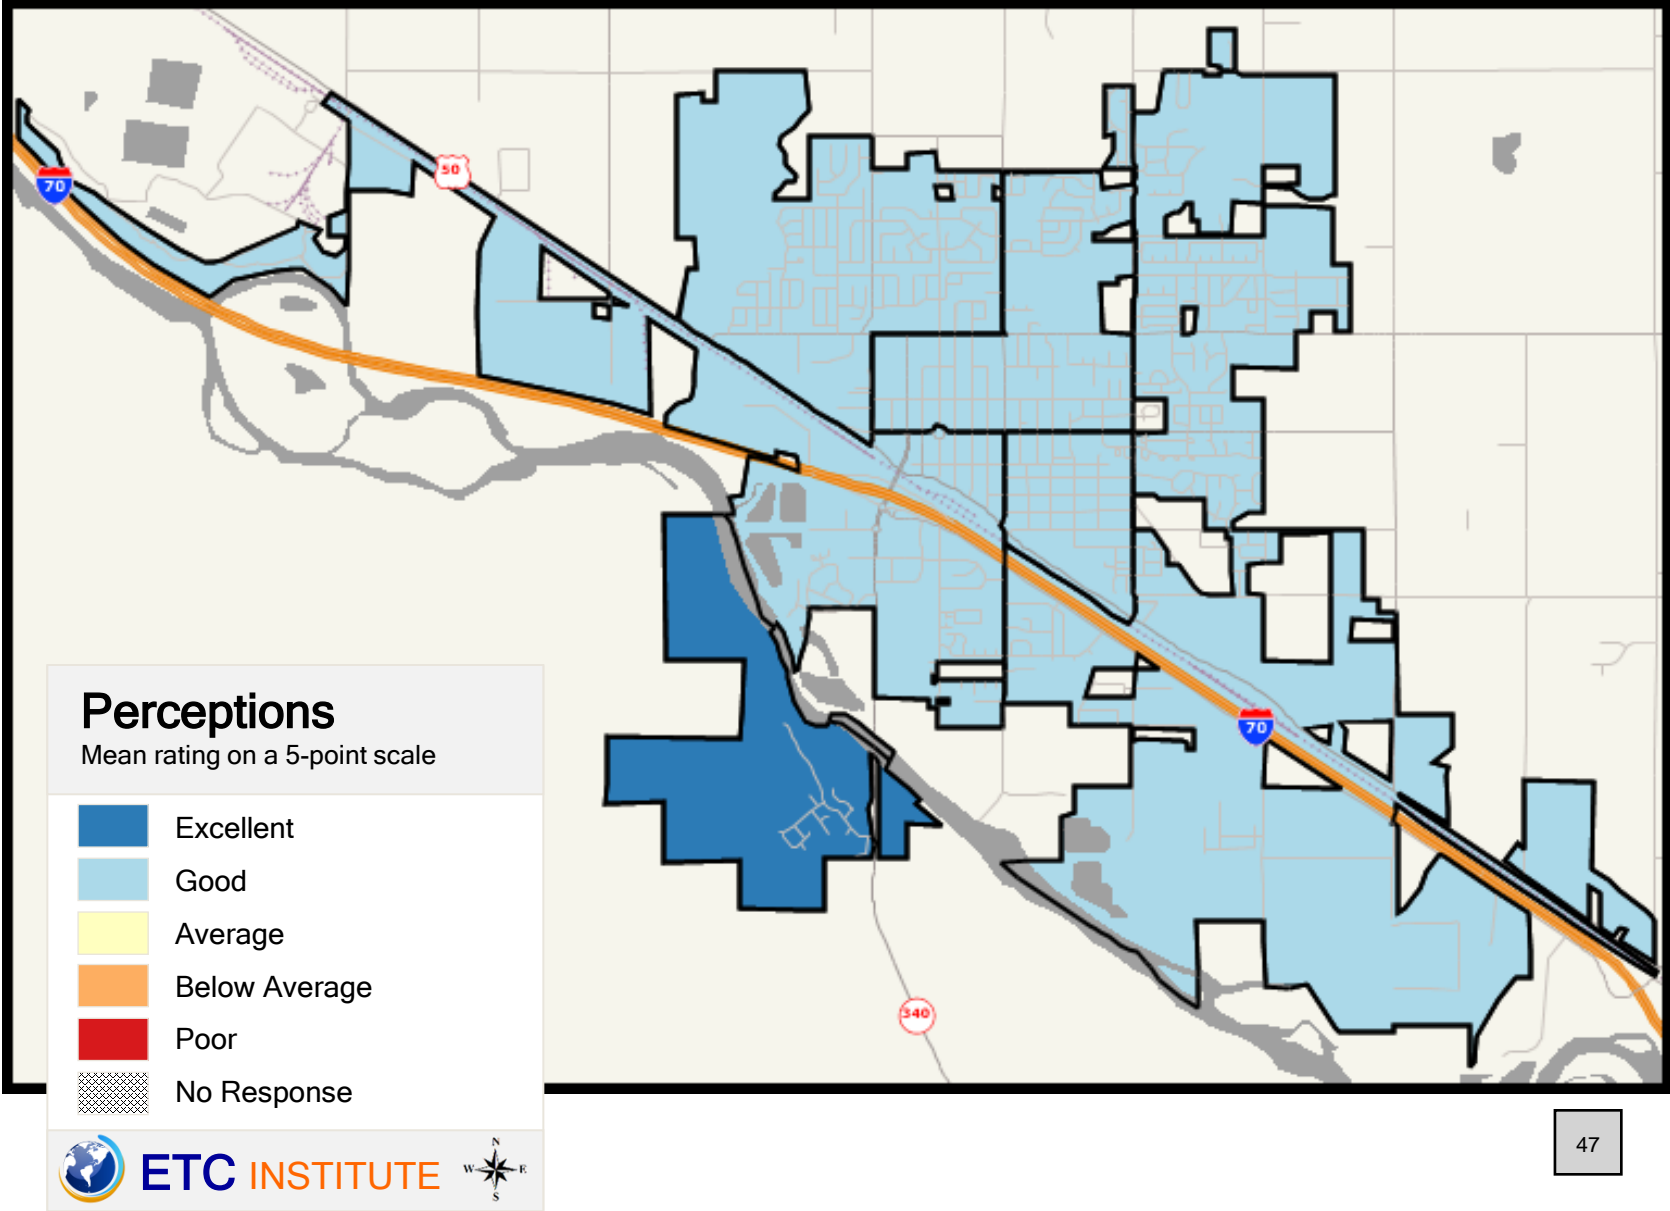 50
70
70
340
Perceptions
Mean rating on a 5-point scale
Excellent
Good
Average
Below Average
Poor
No Response
ETC INSTITUTE
N
W E
S
47